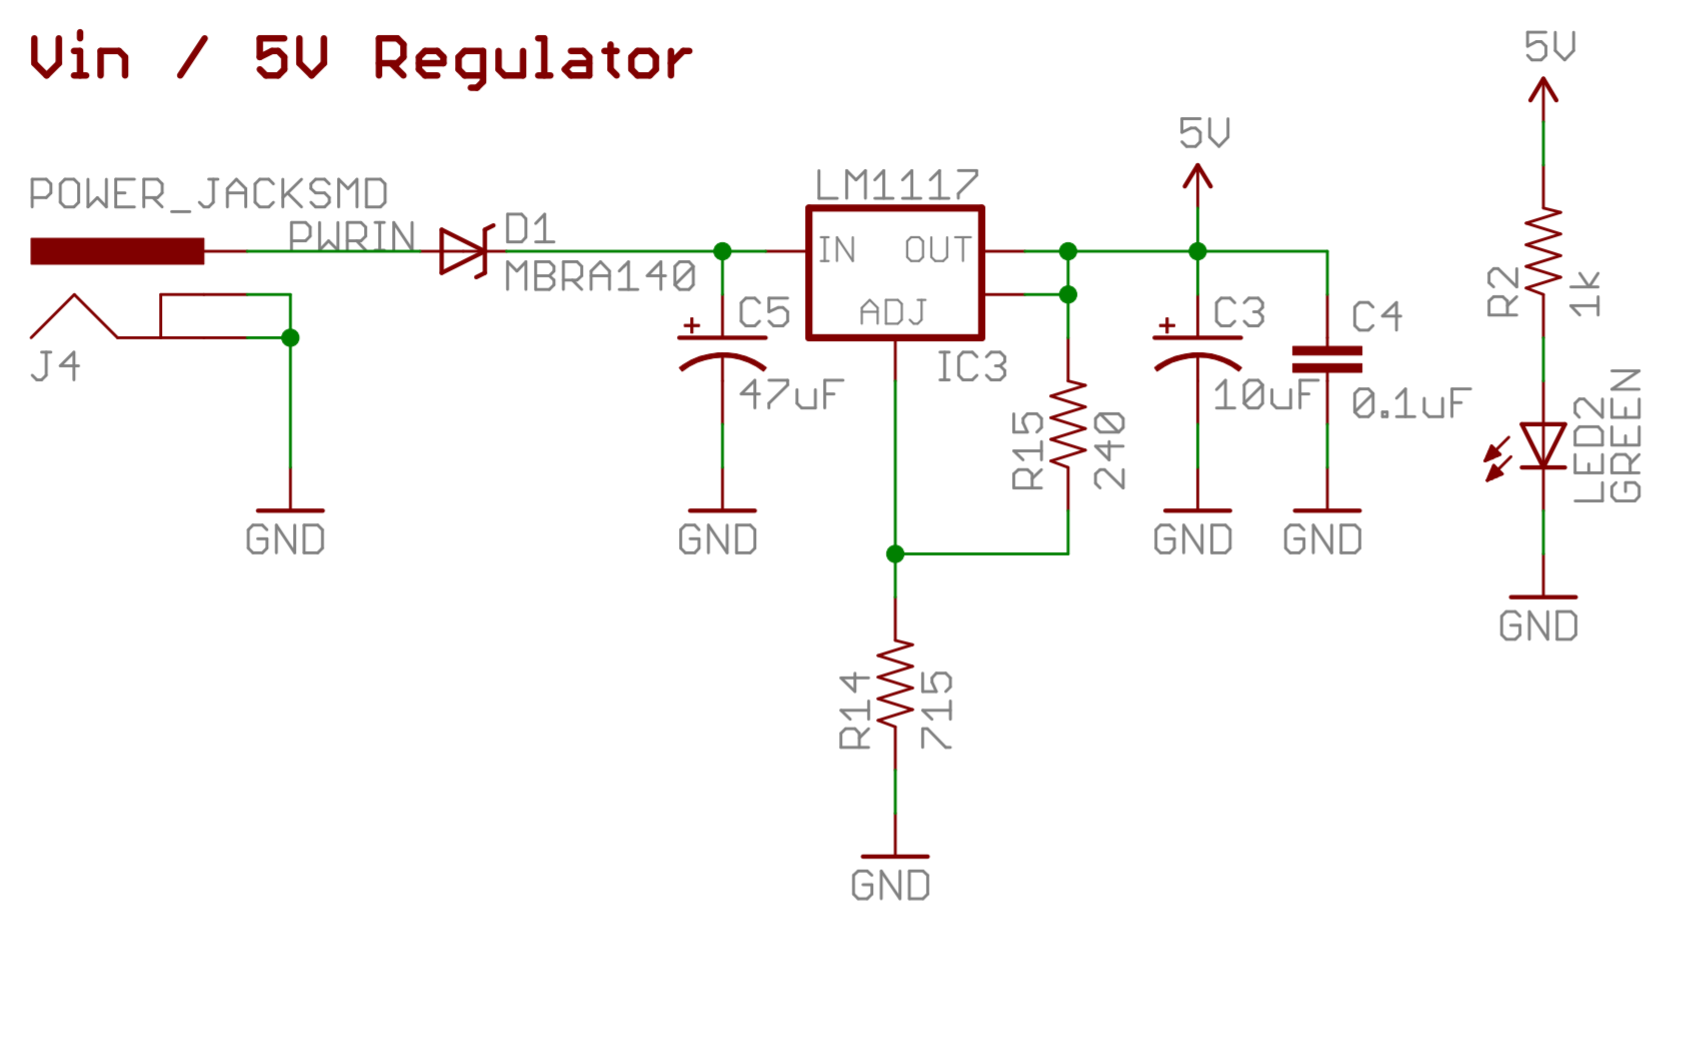 Vin / 5V Regulator
POWER_JACKSMD
PWRIN
J4
GND
D1
MBRA140
C5
47uF
GND
LM1117
IN
OUT
ADJ
IC3
R15
240
R14
715
GND
5V
C3
10uF
GND
C4
0.1uF
GND
5V
R2
1k
LED2
GREEN
GND